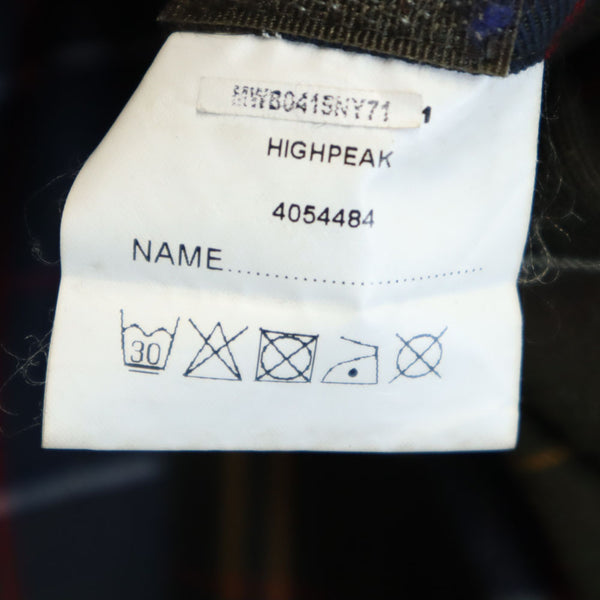 MWB0415NY71 1
HIGHPEAK
4054484
NAME..............................
30